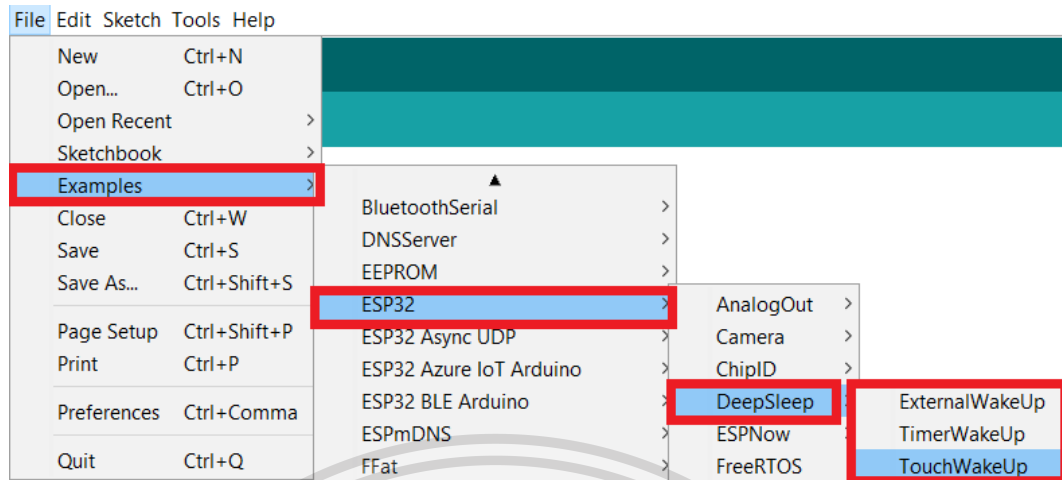 File Edit Sketch Tools Help
New Ctrl+N
Open... Ctrl+O
Open Recent
Sketchbook
Examples
Close Ctrl+W
Save Ctrl+S
Save As... Ctrl+Shift+S
Page Setup Ctrl+Shift+P
Print Ctrl+P
Preferences Ctrl+Comma
Quit Ctrl+Q
BluetoothSerial
DNSServer
EEPROM
ESP32
ESP32 Async UDP
ESP32 Azure IoT Arduino
ESP32 BLE Arduino
ESPmDNS
FFat
AnalogOut
Camera
ChipID
DeepSleep
ESPNow
FreeRTOS
ExternalWakeUp
TimerWakeUp
TouchWakeUp